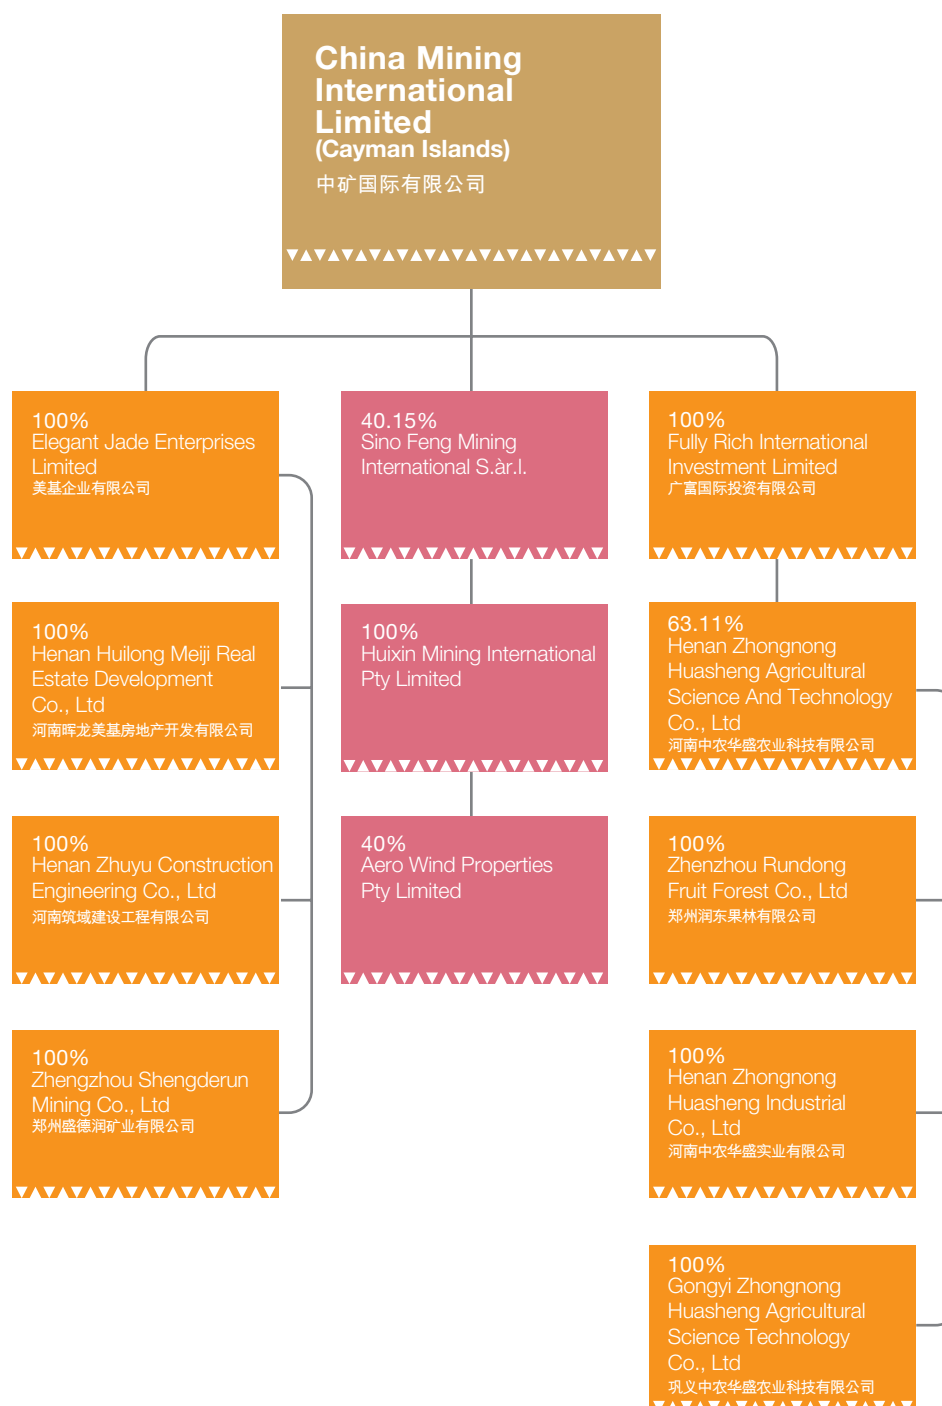 China Mining
International
Limited
(Cayman Islands)
中矿国际有限公司
100%
Elegant Jade Enterprises
Limited
美基企业有限公司
40.15%
Sino Feng Mining
International S.àr.l.
100%
Fully Rich International
Investment Limited
广富国际投资有限公司
100%
Henan Huilong Meiji Real
Estate Development
Co., Ltd
河南晖龙美基房地产开发有限公司
100%
Huixin Mining International
Pty Limited
63.11%
Henan Zhongnong
Huasheng Agricultural
Science And Technology
Co., Ltd
河南中农华盛农业科技有限公司
100%
Henan Zhuyu Construction
Engineering Co., Ltd
河南筑域建设工程有限公司
40%
Aero Wind Properties
Pty Limited
100%
Zhenzhou Rundong
Fruit Forest Co., Ltd
郑州润东果林有限公司
100%
Zhengzhou Shengderun
Mining Co., Ltd
郑州盛德润矿业有限公司
100%
Henan Zhongnong
Huasheng Industrial
Co., Ltd
河南中农华盛实业有限公司
100%
Gongyi Zhongnong
Huasheng Agricultural
Science Technology
Co., Ltd
巩义中农华盛农业科技有限公司